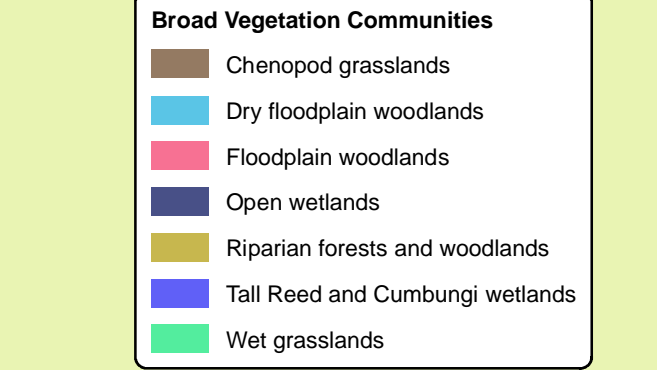 Broad Vegetation Communities
Chenopod grasslands
Dry floodplain woodlands
Floodplain woodlands
Open wetlands
Riparian forests and woodlands
Tall Reed and Cumbungi wetlands
Wet grasslands